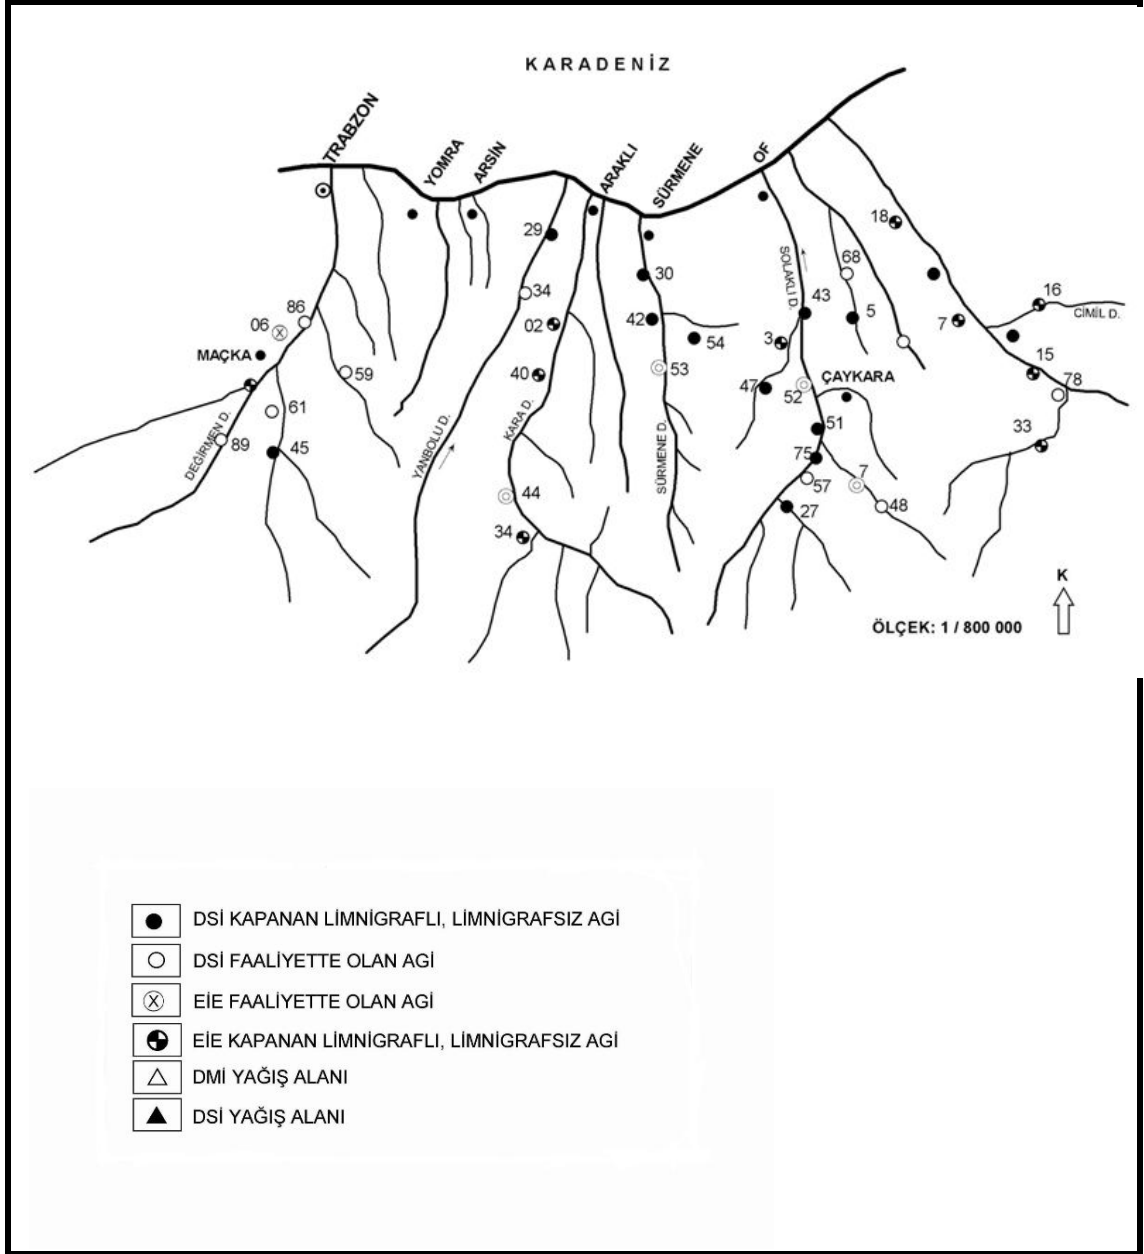 KARADENİZ
TRABZON
YOMRA
ARSİN
ARAKLI
SÜRMENE
OF
29
18
30
68
16
34
SOLAKLI D.
43
CİMİL D.
86
06
02
42
5
7
3
54
MAÇKA
15
59
40
53
47
52
ÇAYKARA
78
61
DEĞİRMEN D.
89
45
YANBOLU D.
KARA D.
SÜRMENE D.
51
33
75
7
57
44
48
27
34
K
ÖLÇEK: 1 / 800 000
DSİ KAPANAN LİMNİGRAFLI, LİMNİGRAFSIZ AGİ
DSİ FAALİYETTE OLAN AGİ
X EİE FAALİYETTE OLAN AGİ
EİE KAPANAN LİMNİGRAFLI, LİMNİGRAFSIZ AGİ
DMİ YAĞIŞ ALANI
DSİ YAĞIŞ ALANI